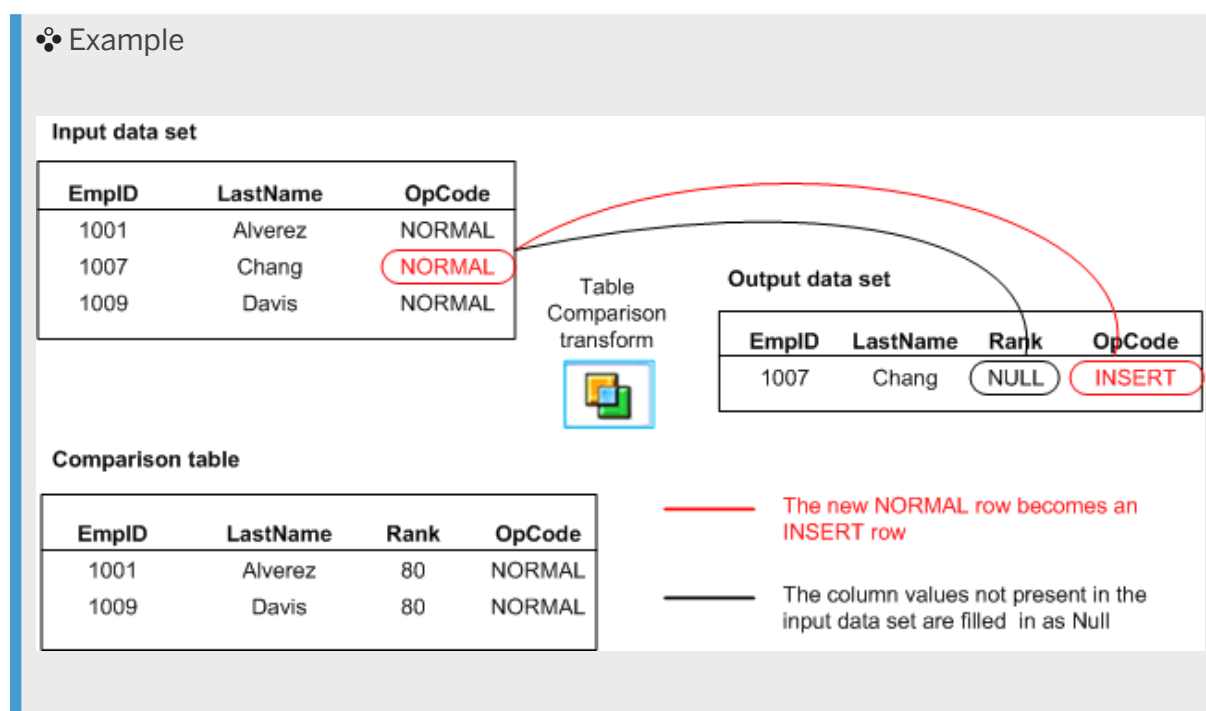 Example
Input data set
EmpID LastName OpCode
1001 Alverez NORMAL
1007 Chang NORMAL
1009 Davis NORMAL
Table
Comparison
transform
Output data set
EmpID LastName Rank OpCode
1007 Chang NULL INSERT
Comparison table
EmpID LastName Rank OpCode
1001 Alverez 80 NORMAL
1009 Davis 80 NORMAL
The new NORMAL row becomes an
INSERT row
The column values not present in the
input data set are filled in as Null